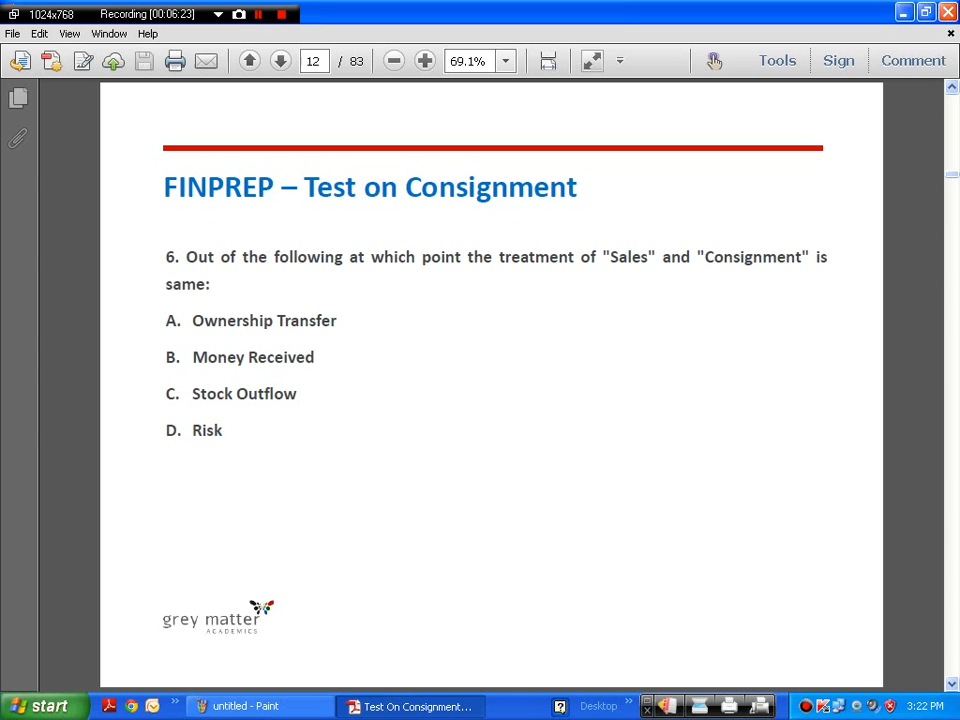 1024x768 Recording [00:06:23]
File Edit View Window Help
12 / 83 69.1% Tools Sign Comment
FINPREP – Test on Consignment
6. Out of the following at which point the treatment of "Sales" and "Consignment" is
same:
A. Ownership Transfer
B. Money Received
C. Stock Outflow
D. Risk
grey matter
ACADEMICS
start untitled - Paint Test On Consignment... Desktop 3:22 PM